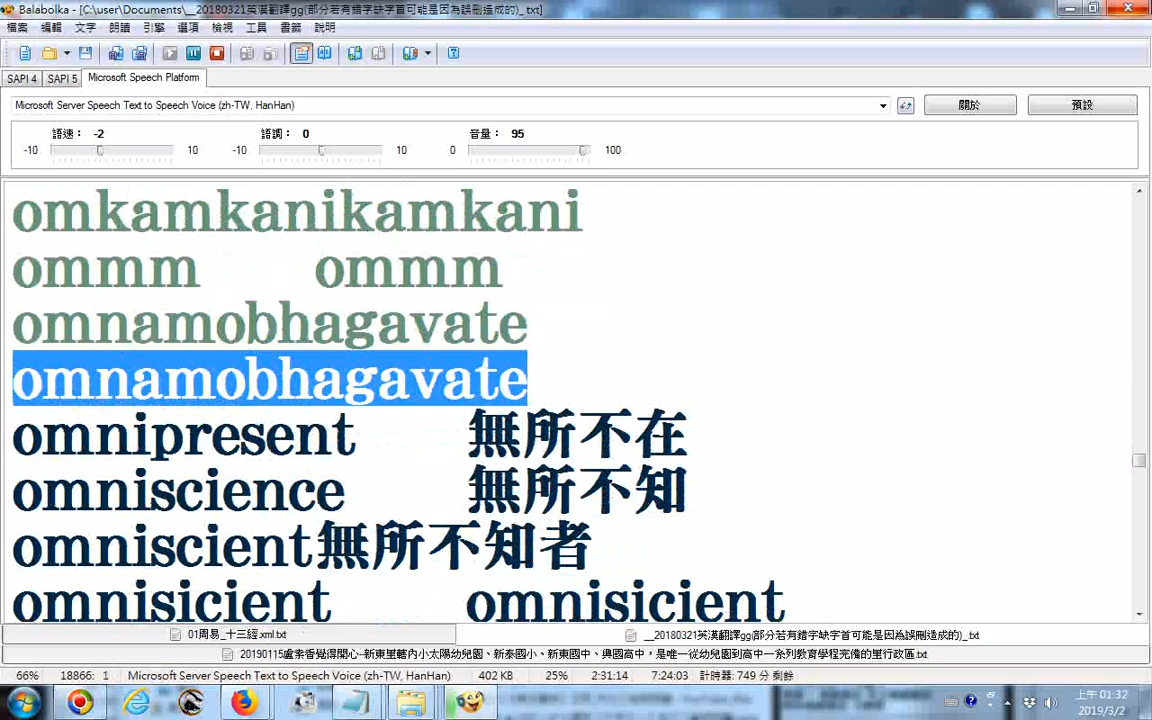 Balabolka - [C:\user\Documents\__20180321英漢翻譯gg(部分若有錯字缺字首可能是因為誤刪造成的)_.txt]
檔案 編輯 文字 朗讀 引擎 選項 檢視 工具 書籤 說明
SAPI 4 SAPI 5 Microsoft Speech Platform
Microsoft Server Speech Text to Speech Voice (zh-TW, HanHan) 關於 預設
語速： -2 語調： 0 音量： 95
-10 10 -10 10 0 100
omkamkanikamkani
ommm ommm
omnamobhagavate
omnamobhagavate
omnipresent 無所不在
omniscience 無所不知
omniscient無所不知者
omnisicient omnisicient
01周易_十三經.xml.txt __20180321英漢翻譯gg(部分若有錯字缺字首可能是因為誤刪造成的)_.txt
20190115盧素香覺得開心-新東里轄內小太陽幼兒園、新泰國小、新東國中、興國高中，是唯一從幼兒園到高中一系列教育學程完備的里行政區.txt
66% 18866: 1 Microsoft Server Speech Text to Speech Voice (zh-TW, HanHan) 402 KB 25% 2:31:14 7:24:03 計時器: 749 分 剩餘
上午 01:32
2019/3/2